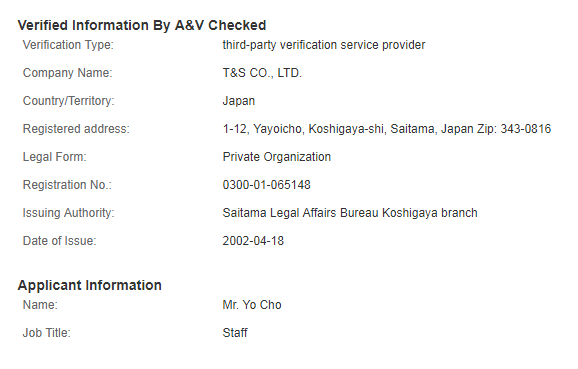 Verified Information By A&V Checked
Verification Type: third-party verification service provider
Company Name: T&S CO., LTD.
Country/Territory: Japan
Registered address: 1-12, Yayoicho, Koshigaya-shi, Saitama, Japan Zip: 343-0816
Legal Form: Private Organization
Registration No.: 0300-01-065148
Issuing Authority: Saitama Legal Affairs Bureau Koshigaya branch
Date of Issue: 2002-04-18
Applicant Information
Name: Mr. Yo Cho
Job Title: Staff